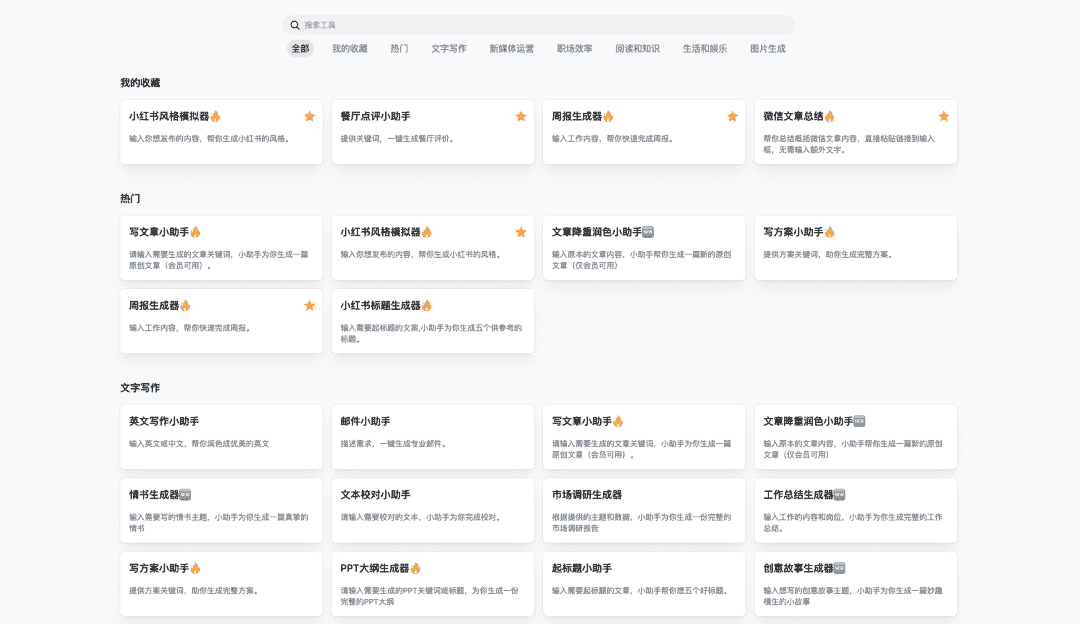 搜索工具
全部 我的收藏 热门 文字写作 新媒体运营 职场效率 阅读和知识 生活和娱乐 图片生成
我的收藏
小红书风格模拟器🔥
输入你想发布的内容，帮你生成小红书的风格。
餐厅点评小助手
提供关键词，一键生成餐厅评价。
周报生成器🔥
输入工作内容，帮你快速完成周报。
微信文章总结🔥
帮你总结概括微信文章内容，直接粘贴链接到输入
框，无需输入额外文字。
热门
写文章小助手🔥
请输入需要生成的文章关键词，小助手为你生成一篇
原创文章（会员可用）。
小红书风格模拟器🔥
输入你想发布的内容，帮你生成小红书的风格。
文章降重润色小助手🆕
输入原本的文章内容，小助手帮你生成一篇新的原创
文章（仅会员可用）
写方案小助手🔥
提供方案关键词，助你生成完整方案。
周报生成器🔥
输入工作内容，帮你快速完成周报。
小红书标题生成器🔥
输入需要起标题的文案,小助手为你生成五个供参考的
标题。
文字写作
英文写作小助手
输入英文或中文，帮你润色成优美的英文
邮件小助手
描述需求，一键生成专业邮件。
写文章小助手🔥
请输入需要生成的文章关键词，小助手为你生成一篇
原创文章（会员可用）。
文章降重润色小助手🆕
输入原本的文章内容，小助手帮你生成一篇新的原创
文章（仅会员可用）
情书生成器🆕
输入需要写的情书主题，小助手为你生成一篇真挚的
情书
文本校对小助手
请输入需要校对的文本，小助手为你完成校对。
市场调研生成器
根据提供的主题和数据，小助手为你生成一份完整的
市场调研报告
工作总结生成器🆕
输入工作的内容和岗位，小助手为你生成完整的工作
总结。
写方案小助手🔥
提供方案关键词，助你生成完整方案。
PPT大纲生成器🔥
请输入需要生成的PPT关键词或标题，为你生成一份
完整的PPT大纲
起标题小助手
输入需要起标题的文章，小助手帮你想五个好标题。
创意故事生成器🆕
输入想写的创意故事主题，小助手为你生成一篇妙趣
横生的小故事